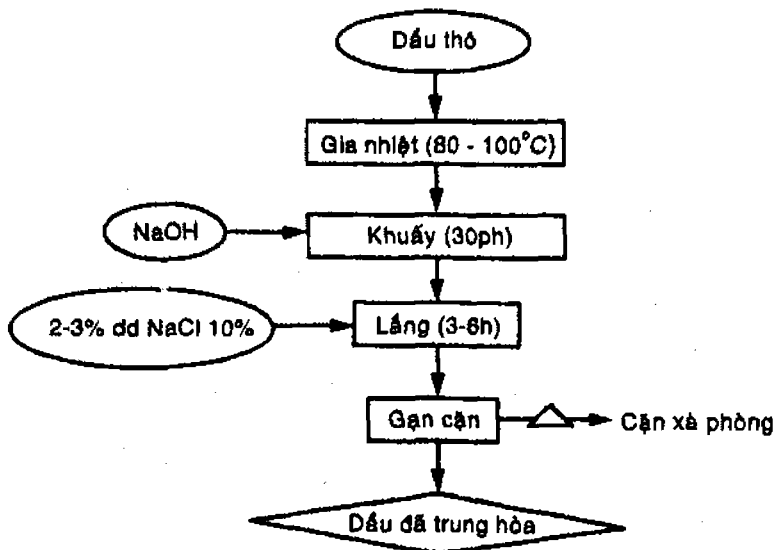 Dầu thô
Gia nhiệt (80 - 100°C)
NaOH
Khuấy (30ph)
2-3% dd NaCl 10%
Lắng (3-6h)
Gạn cặn
Cặn xà phòng
Dầu đã trung hòa